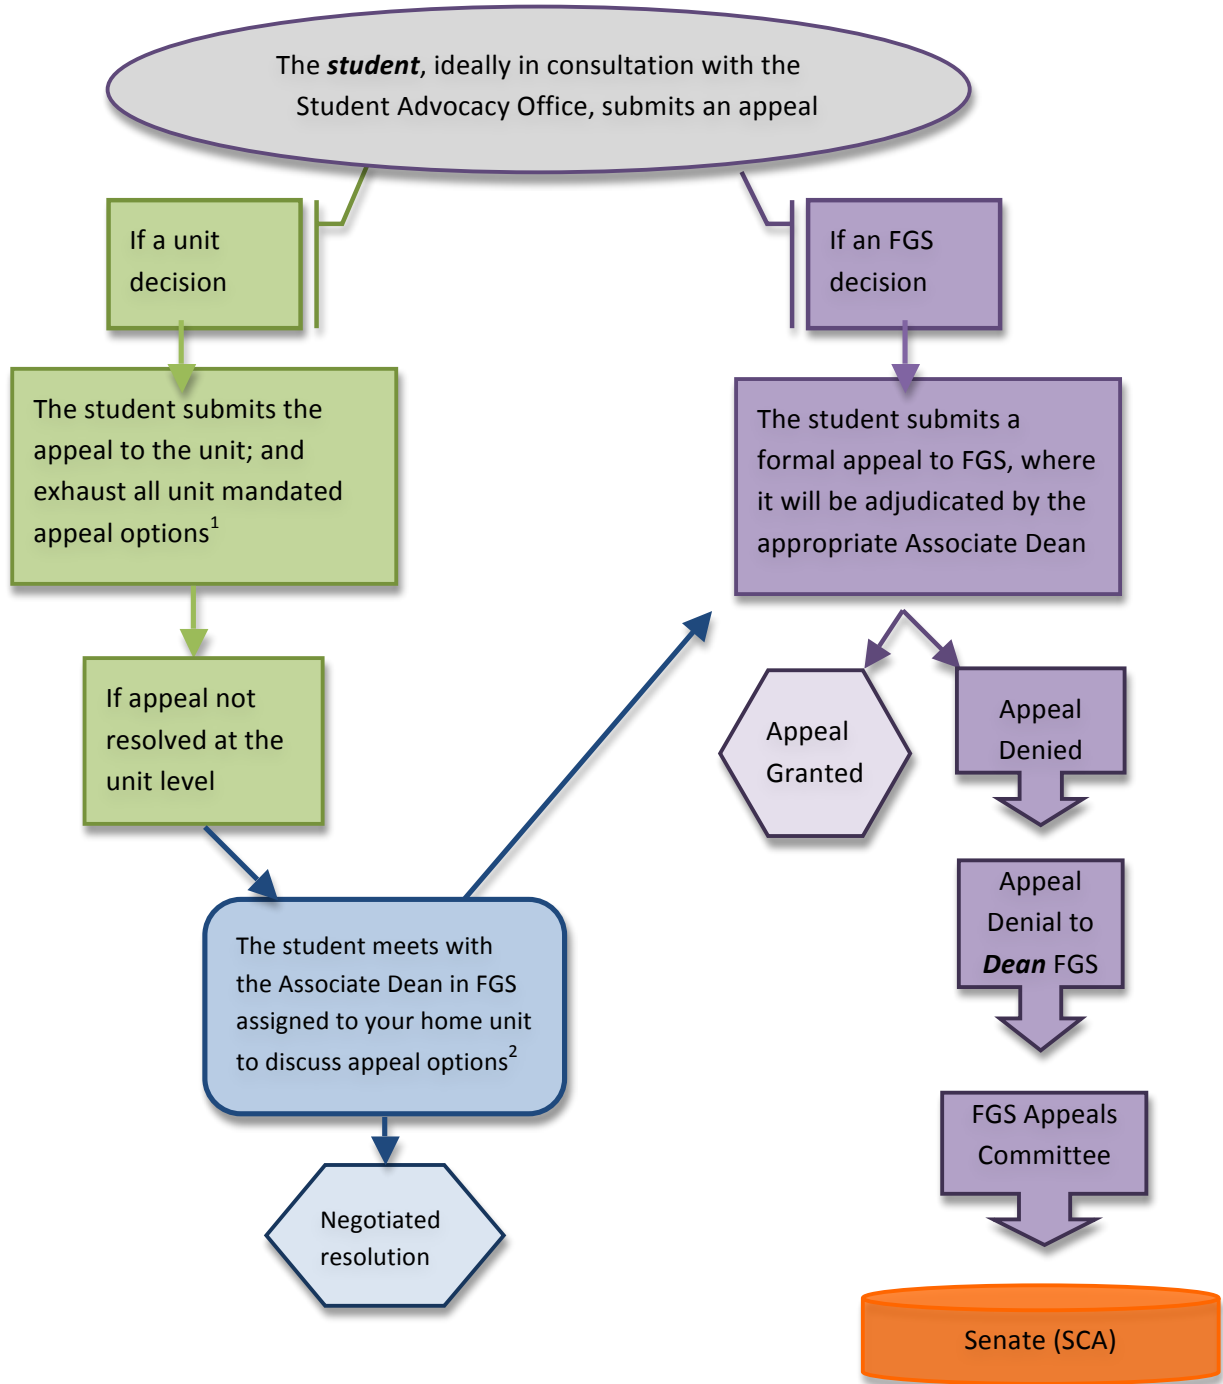 The student, ideally in consultation with the
Student Advocacy Office, submits an appeal
If a unit
decision
If an FGS
decision
The student submits the
appeal to the unit; and
exhaust all unit mandated
appeal options1
The student submits a
formal appeal to FGS, where
it will be adjudicated by the
appropriate Associate Dean
If appeal not
resolved at the
unit level
Appeal
Granted
Appeal
Denied
The student meets with
the Associate Dean in FGS
assigned to your home unit
to discuss appeal options2
Appeal
Denial to
Dean FGS
Negotiated
resolution
FGS Appeals
Committee
Senate (SCA)